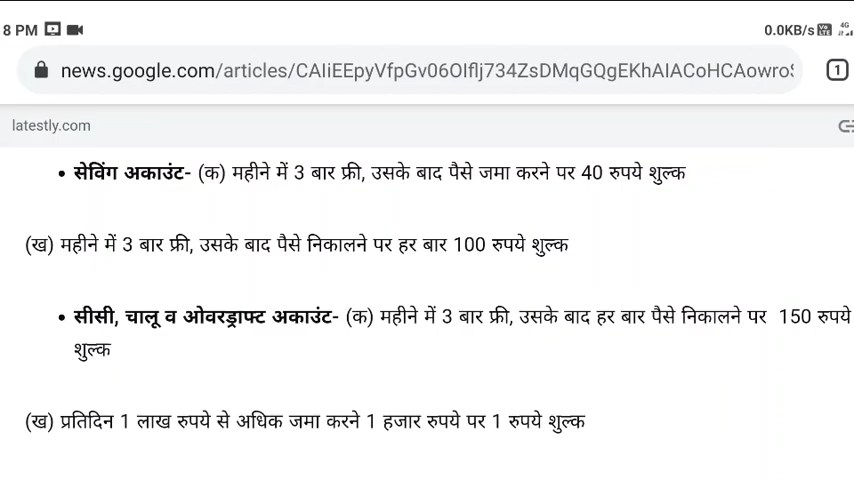 8 PM
0.0KB/s 4G
news.google.com/articles/CAIiEEpyVfpGv06OIflj734ZsDMqGQgEKhAIACoHCAowro
1
latestly.com
• सेविंग अकाउंट- (क) महीने में 3 बार फ्री, उसके बाद पैसे जमा करने पर 40 रुपये शुल्क
(ख) महीने में 3 बार फ्री, उसके बाद पैसे निकालने पर हर बार 100 रुपये शुल्क
• सीसी, चालू व ओवरड्राफ्ट अकाउंट- (क) महीने में 3 बार फ्री, उसके बाद हर बार पैसे निकालने पर 150 रुपये
शुल्क
(ख) प्रतिदिन 1 लाख रुपये से अधिक जमा करने 1 हजार रुपये पर 1 रुपये शुल्क